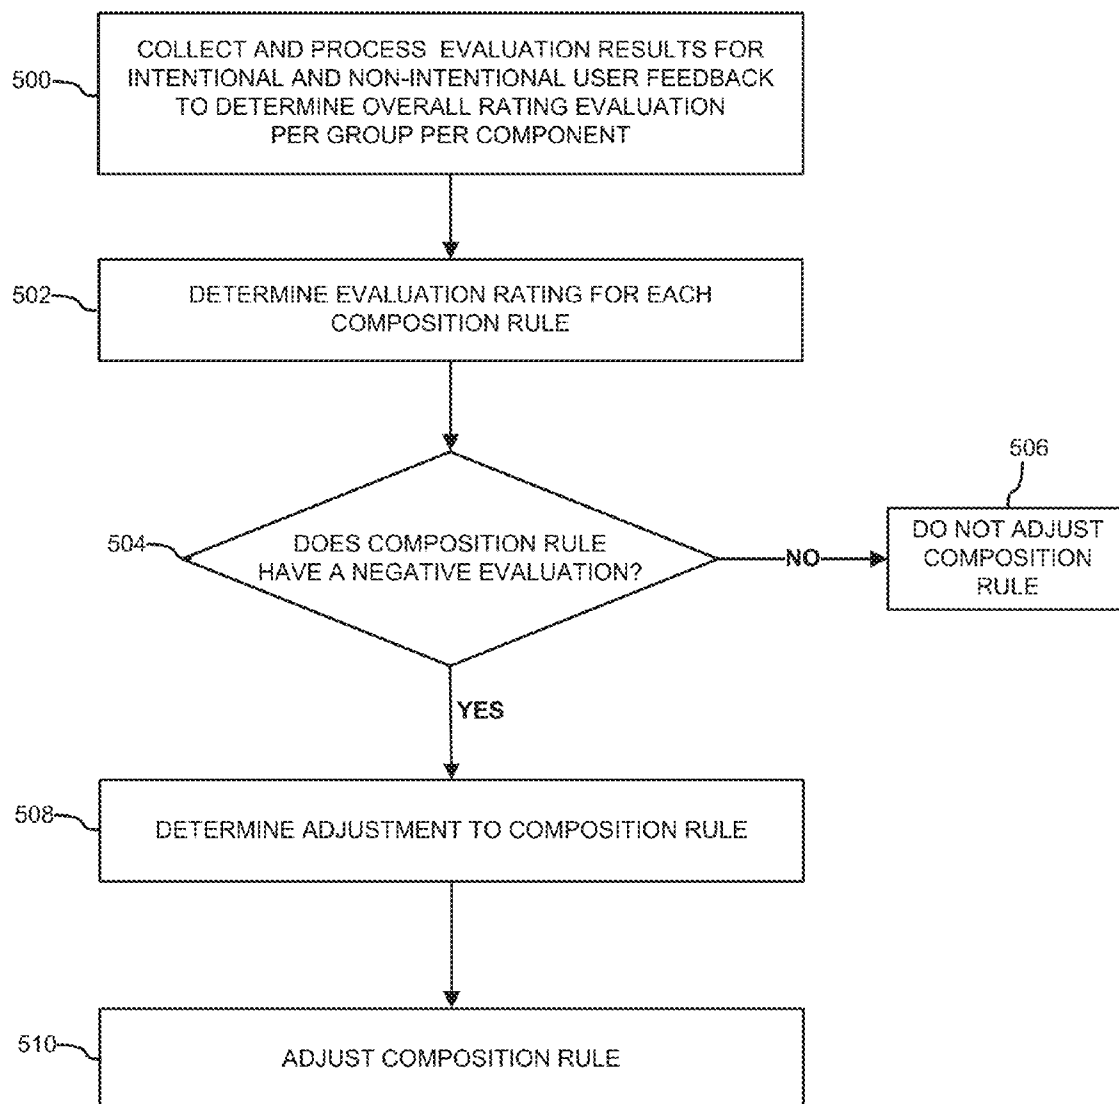 500
COLLECT AND PROCESS EVALUATION RESULTS FOR
INTENTIONAL AND NON-INTENTIONAL USER FEEDBACK
TO DETERMINE OVERALL RATING EVALUATION
PER GROUP PER COMPONENT
502
DETERMINE EVALUATION RATING FOR EACH
COMPOSITION RULE
504
DOES COMPOSITION RULE
HAVE A NEGATIVE EVALUATION?
NO
506
DO NOT ADJUST
COMPOSITION
RULE
YES
508
DETERMINE ADJUSTMENT TO COMPOSITION RULE
510
ADJUST COMPOSITION RULE